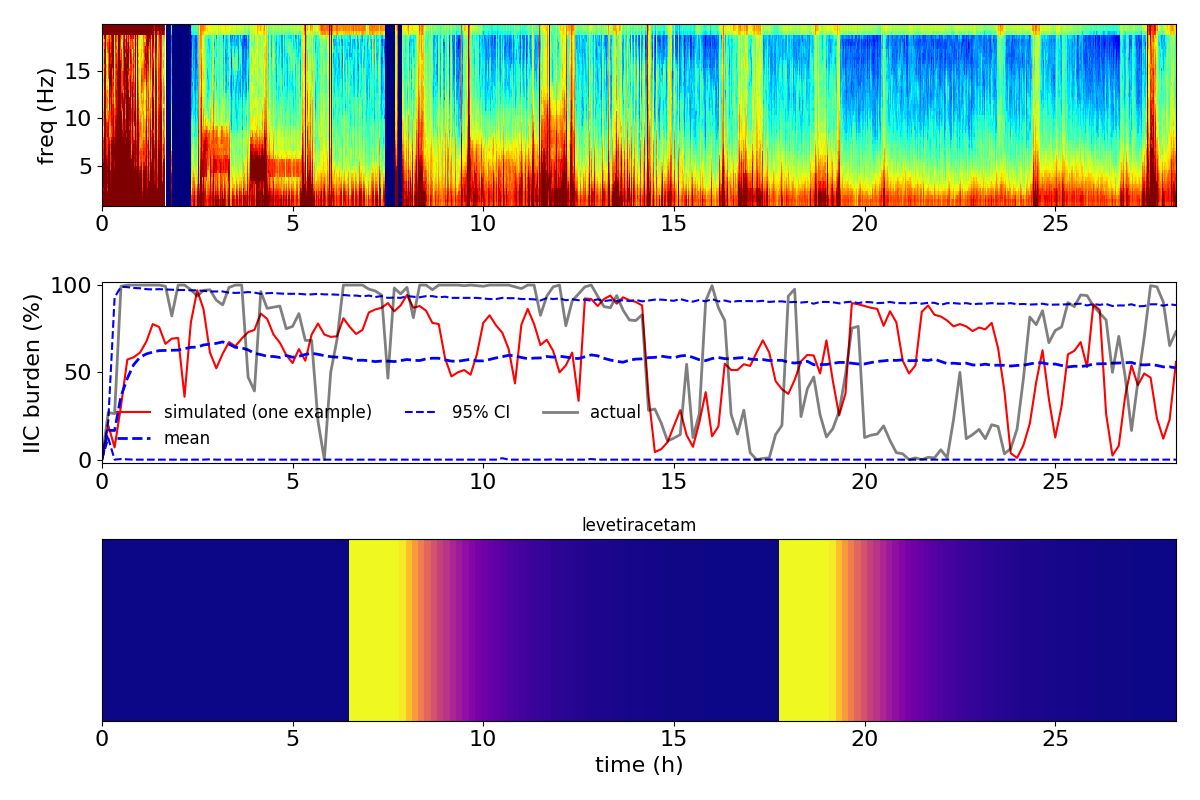 freq (Hz)
15
10
5
0 5 10 15 20 25
IIC burden (%)
100
50
0
simulated (one example) 95% CI actual
mean
0 5 10 15 20 25
levetiracetam
0 5 10 15 20 25
time (h)